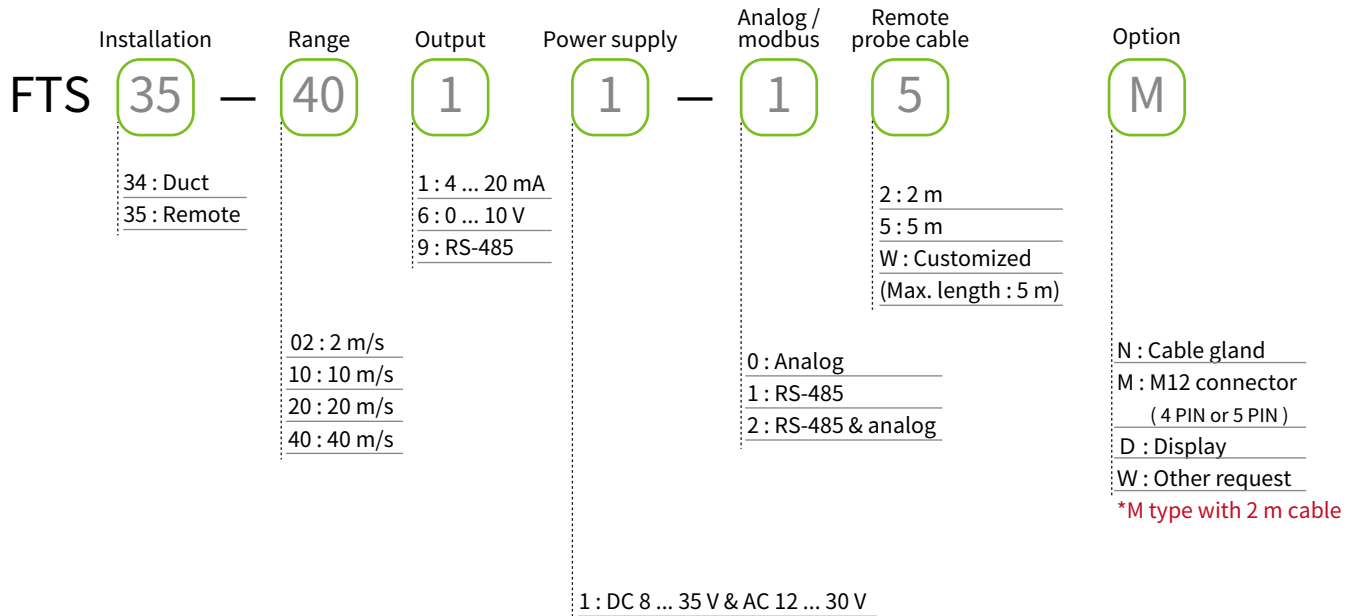 Installation Range Output Power supply Analog / modbus Remote probe cable Option
FTS 35 — 40 1 1 — 1 5 M
34 : Duct
35 : Remote
02 : 2 m/s
10 : 10 m/s
20 : 20 m/s
40 : 40 m/s
1 : 4 ... 20 mA
6 : 0 ... 10 V
9 : RS-485
1 : DC 8 ... 35 V & AC 12 ... 30 V
0 : Analog
1 : RS-485
2 : RS-485 & analog
2 : 2 m
5 : 5 m
W : Customized
(Max. length : 5 m)
N : Cable gland
M : M12 connector
( 4 PIN or 5 PIN )
D : Display
W : Other request
*M type with 2 m cable